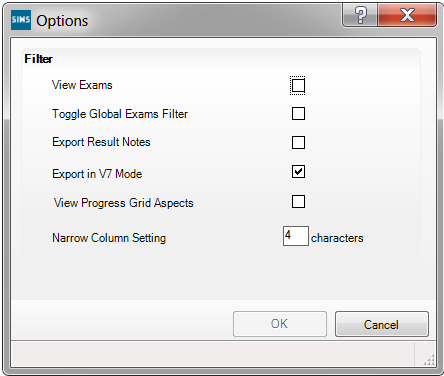 SIMS Options
Filter
View Exams
Toggle Global Exams Filter
Export Result Notes
Export in V7 Mode
View Progress Grid Aspects
Narrow Column Setting 4 characters
OK Cancel